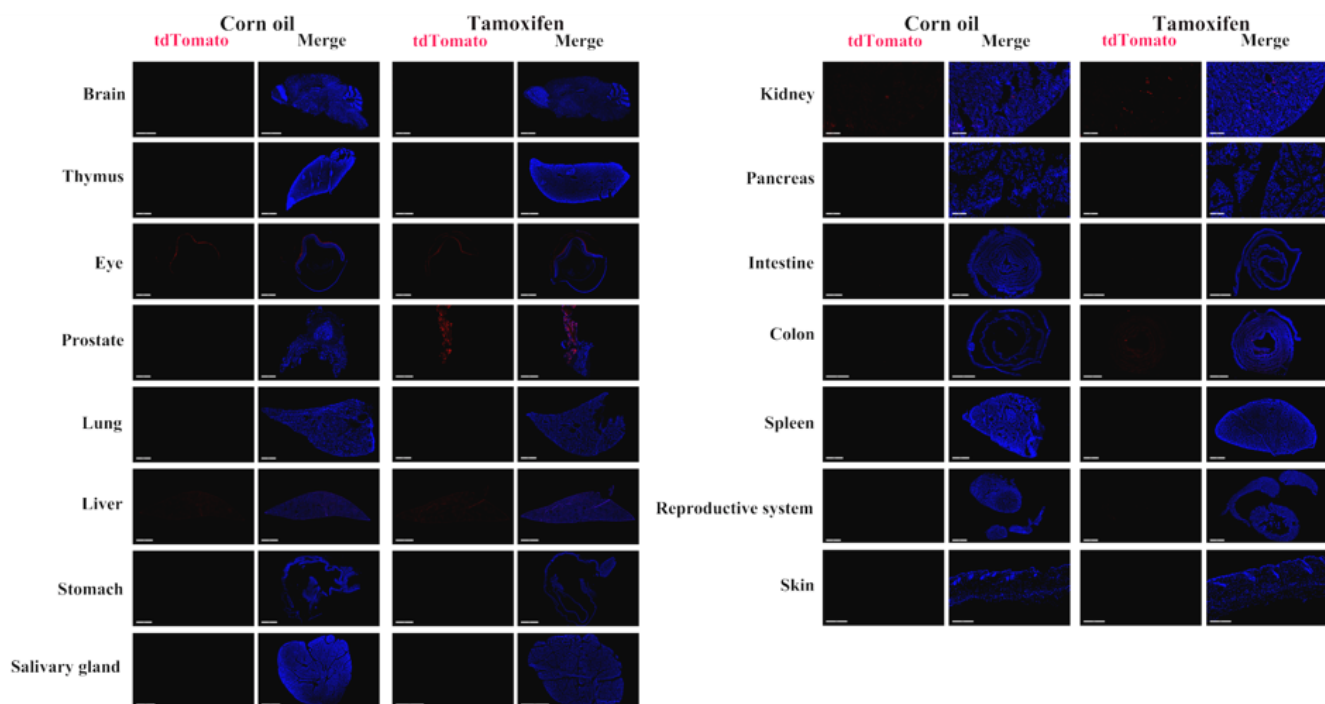 Corn oil Tamoxifen
tdTomato Merge tdTomato Merge
Brain
Thymus
Eye
Prostate
Lung
Liver
Stomach
Salivary gland
Corn oil Tamoxifen
tdTomato Merge tdTomato Merge
Kidney
Pancreas
Intestine
Colon
Spleen
Reproductive system
Skin